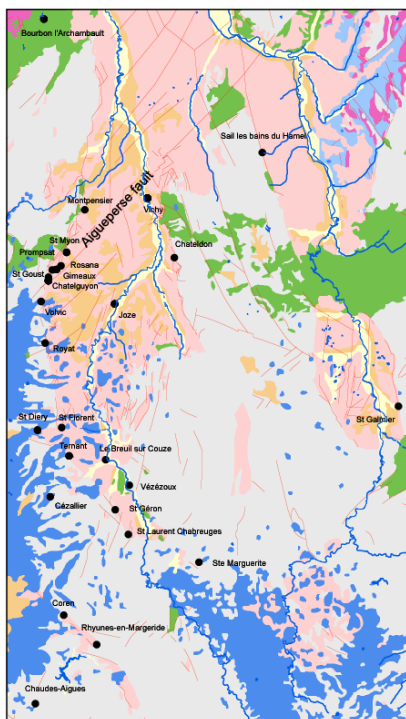 Bourbon l'Archambault
Sail les bains du Hamel
Aigueperse fault
Montpensier
Vichy
St Myon
Prompsat
Chateldon
Rosana
St Goust
Gimeaux
Chatelguyon
Volvic
Joze
Royat
St Galmier
St Diery
St Florent
Ternant
Le Breuil sur Couze
Vézézoux
Cézallier
St Géron
St Laurent Chabreuges
Ste Marguerite
Coren
Rhyunes-en-Margeride
Chaudes-Aigues